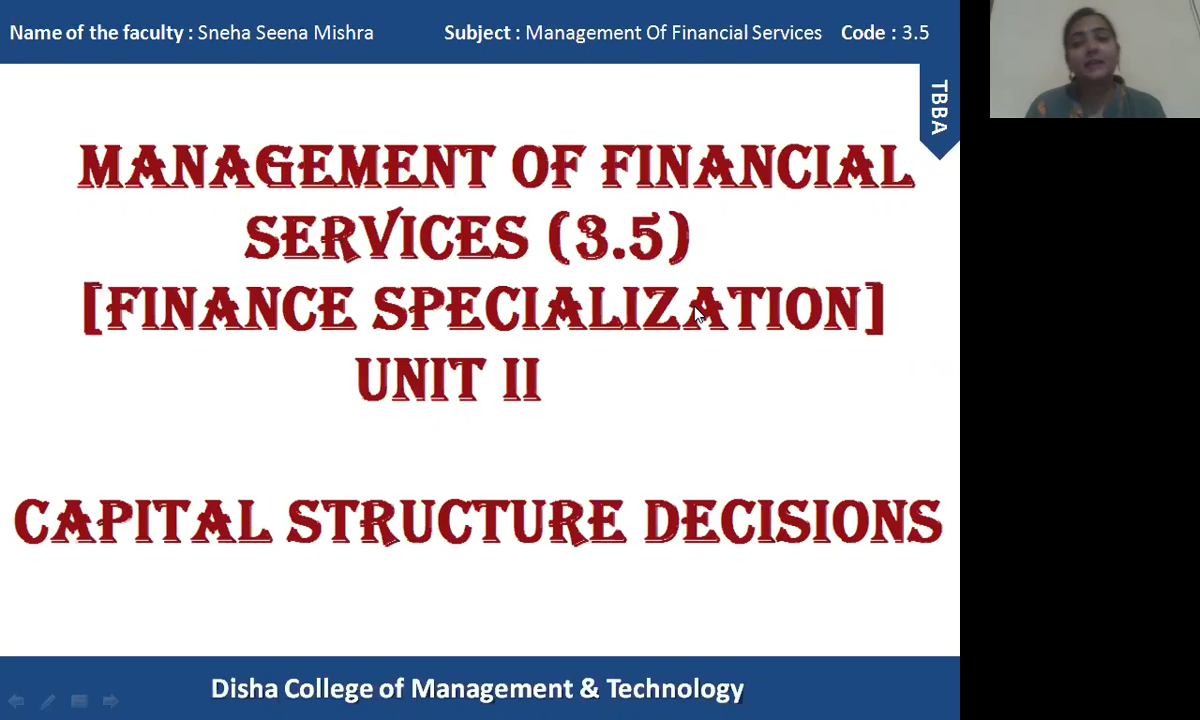 Name of the faculty : Sneha Seena Mishra Subject : Management Of Financial Services Code : 3.5
TBBA
MANAGEMENT OF FINANCIAL
SERVICES (3.5)
[FINANCE SPECIALIZATION]
UNIT II
CAPITAL STRUCTURE DECISIONS
Disha College of Management & Technology